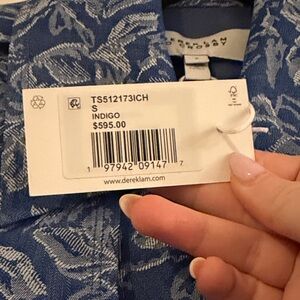 TS512173ICH
S
INDIGO
$595.00
1 97942 09147 7
www.dereklam.com